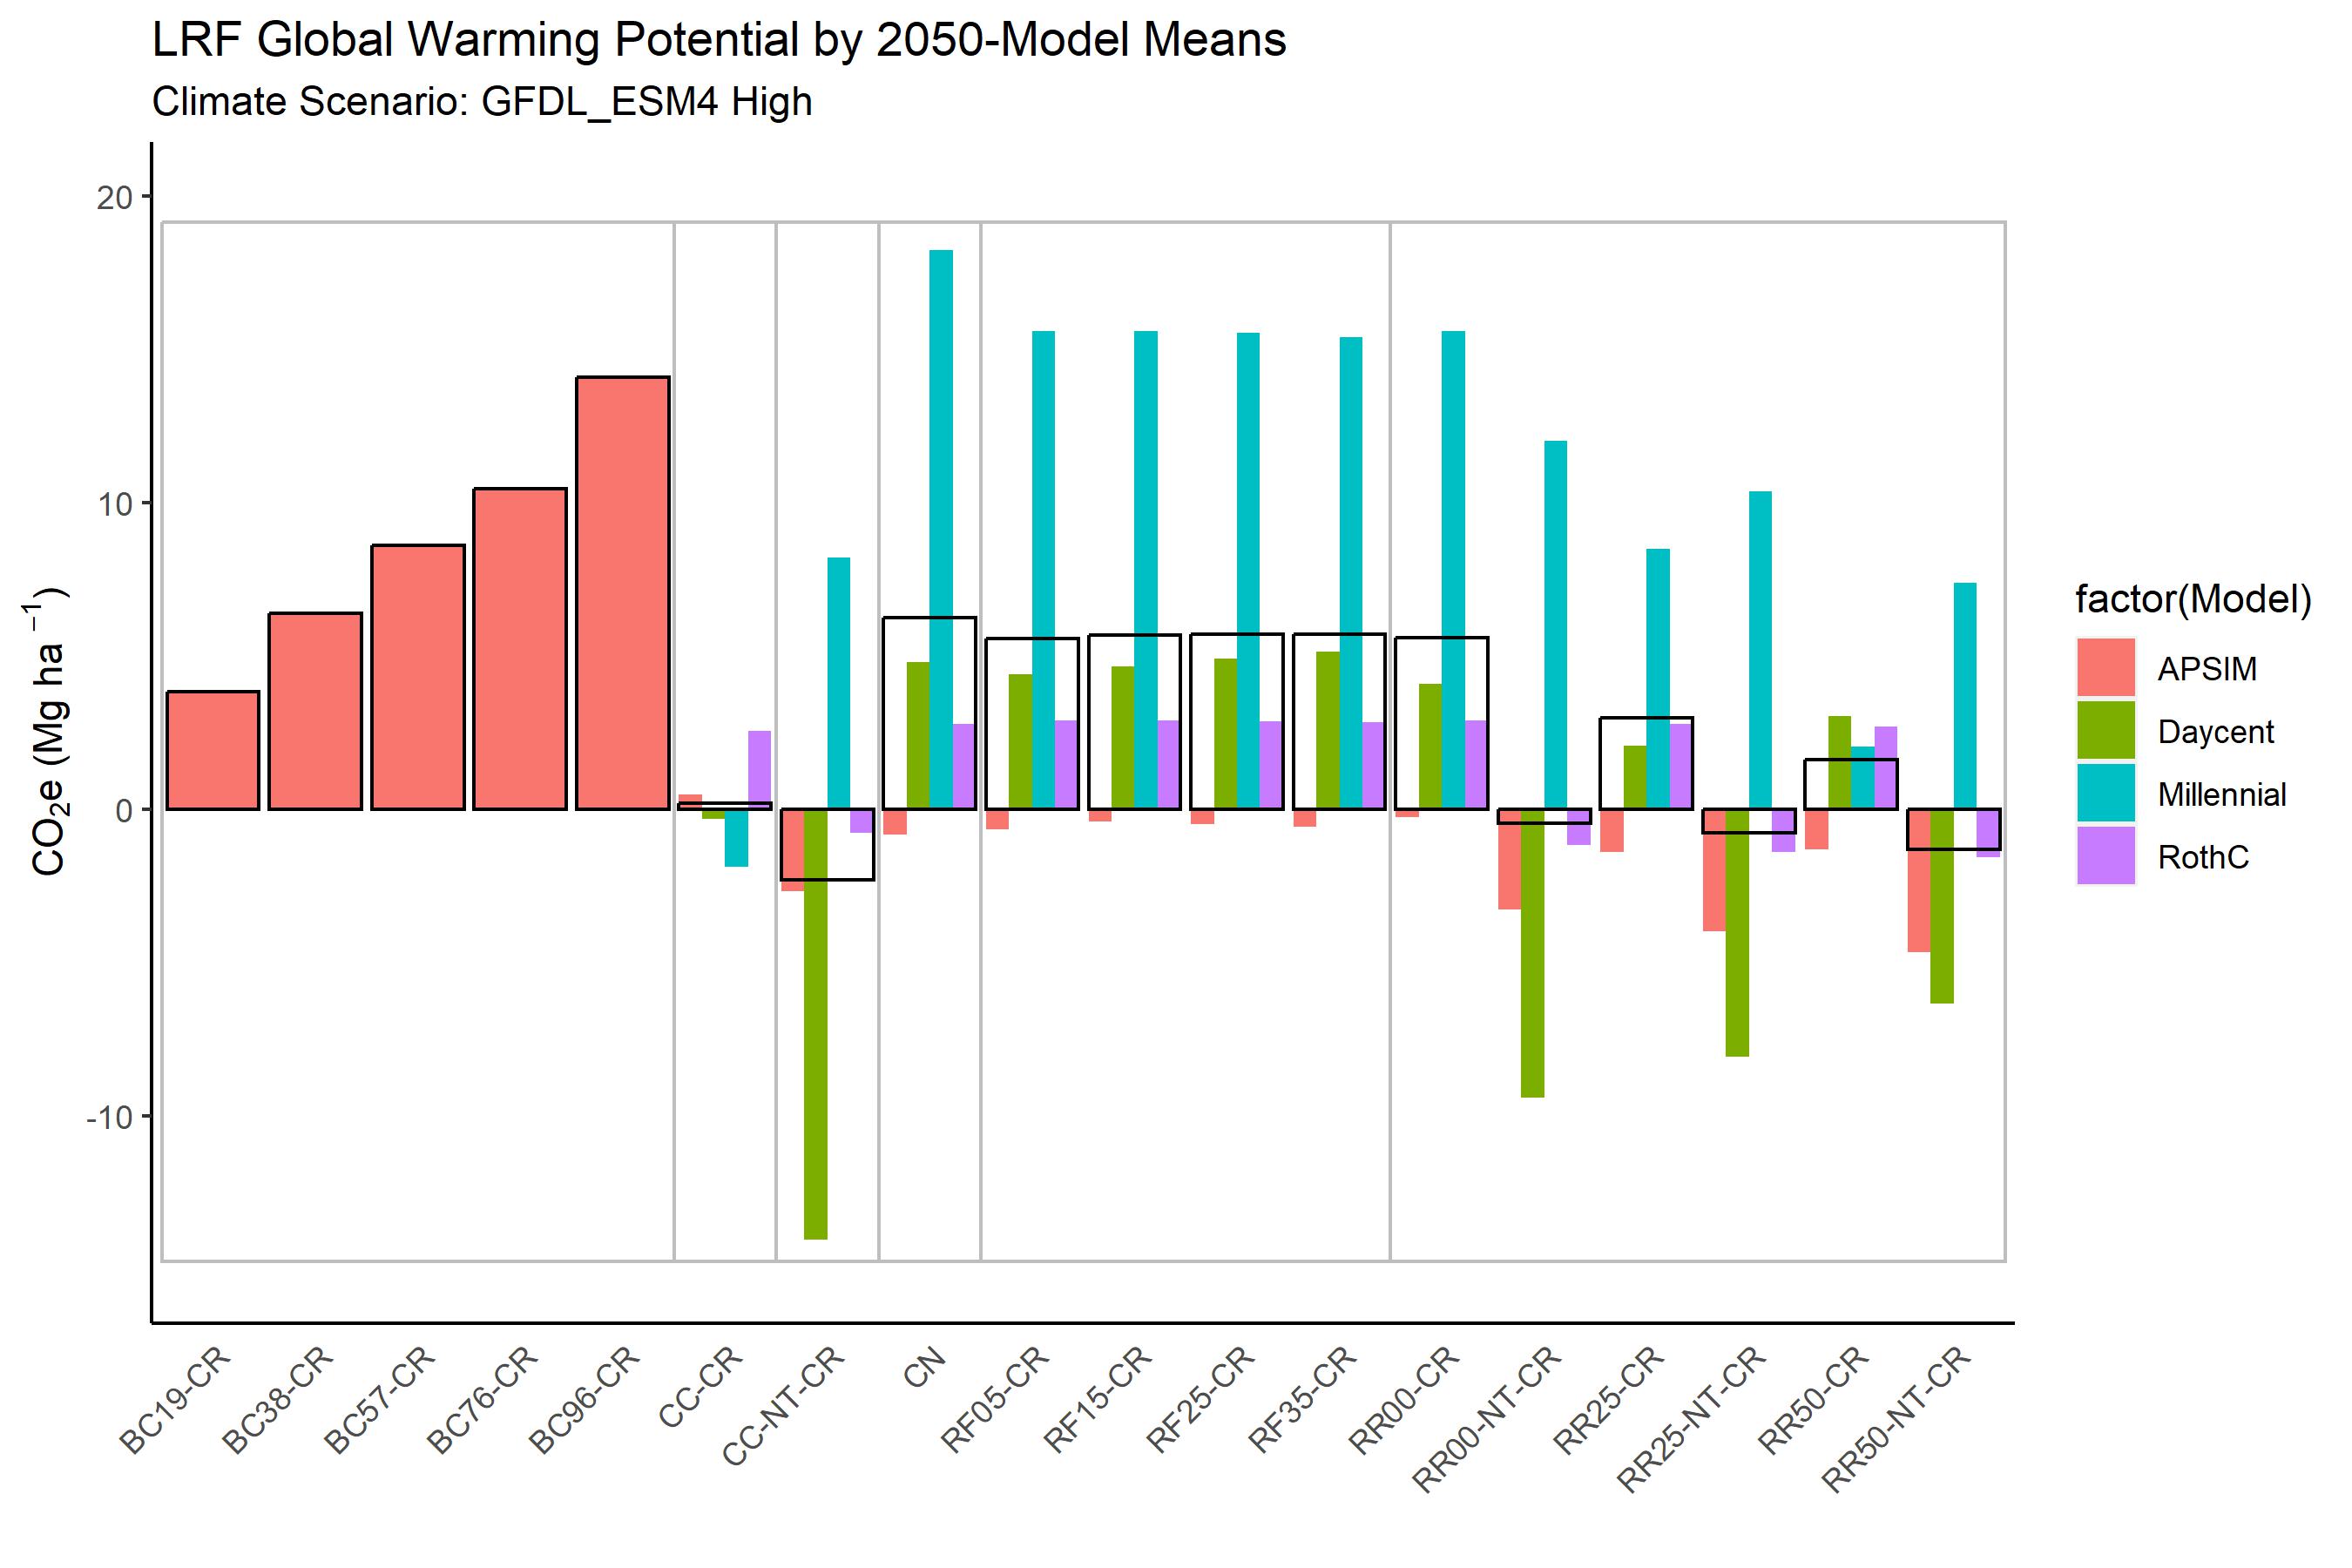 LRF Global Warming Potential by 2050-Model Means
Climate Scenario: GFDL_ESM4 High
20
10
0
-10
CO₂e (Mg ha ⁻¹)
BC19-CR
BC38-CR
BC57-CR
BC76-CR
BC96-CR
CC-CR
CC-NT-CR
CN
RF05-CR
RF15-CR
RF25-CR
RF35-CR
RR00-CR
RR00-NT-CR
RR25-CR
RR25-NT-CR
RR50-CR
RR50-NT-CR
factor(Model)
APSIM
Daycent
Millennial
RothC